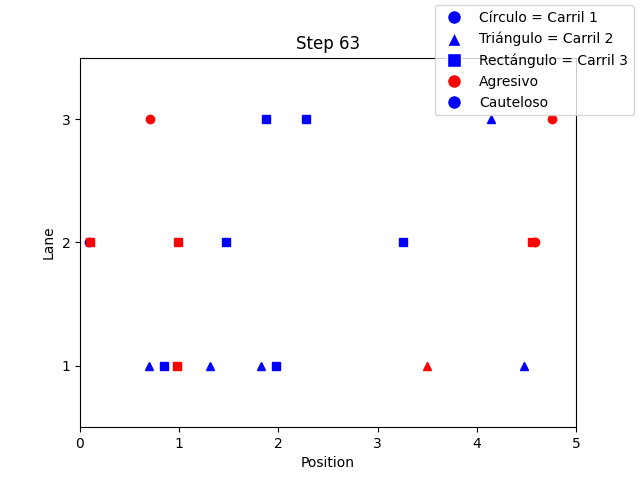 Step 63
Círculo = Carril 1
Triángulo = Carril 2
Rectángulo = Carril 3
Agresivo
Cauteloso
3
2
1
Lane
0 1 2 3 4 5
Position